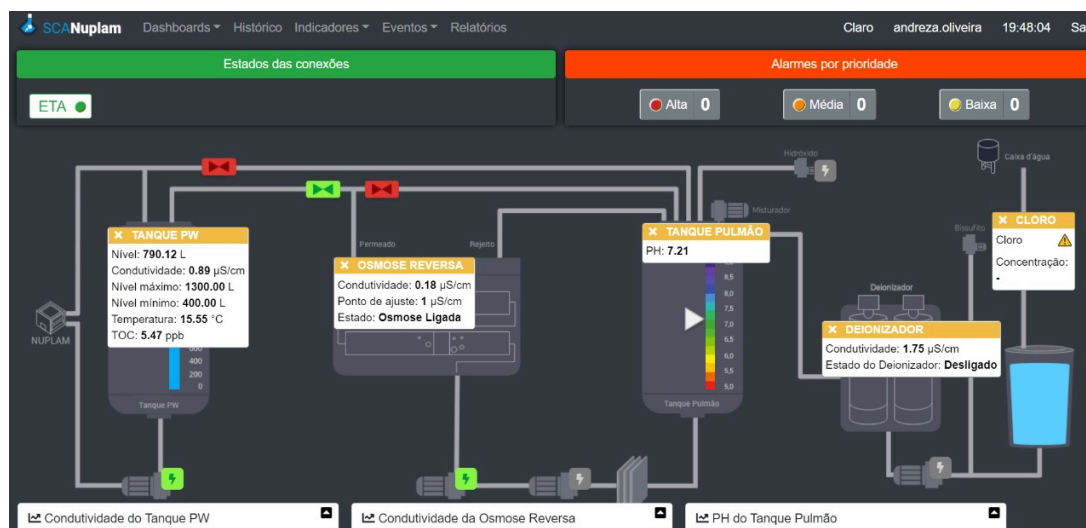 SCANuplam Dashboards Histórico Indicadores Eventos Relatórios Claro andreza.oliveira 19:48:04 Sa
Estados das conexões
Alarmes por prioridade
ETA
Alta 0
Média 0
Baixa 0
Hidróxido
Caixa d'água
Misturador
Bissufito
Permeado
Rejeito
TANQUE PW
Nível: 790.12 L
Condutividade: 0.89 µS/cm
Nível máximo: 1300.00 L
Nível mínimo: 400.00 L
Temperatura: 15.55 °C
TOC: 5.47 ppb
600
400
200
0
Tanque PW
NUPLAM
OSMOSE REVERSA
Condutividade: 0.18 µS/cm
Ponto de ajuste: 1 µS/cm
Estado: Osmose Ligada
TANQUE PULMÃO
PH: 7.21
8,5
8,0
7,5
7,0
6,5
6,0
5,5
5,0
Tanque Pulmão
CLORO
Cloro
Concentração:
-
Deionizador
DEIONIZADOR
Condutividade: 1.75 µS/cm
Estado do Deionizador: Desligado
Condutividade do Tanque PW
Condutividade da Osmose Reversa
PH do Tanque Pulmão